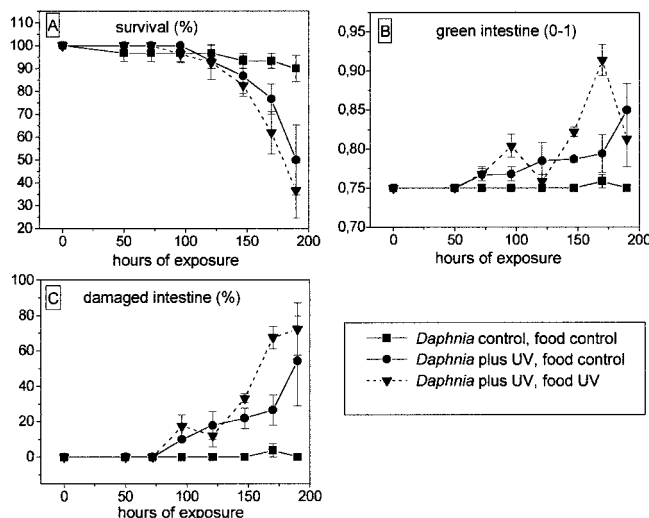 A survival (%)
110
100
90
80
70
60
50
40
30
20
0 50 100 150 200
hours of exposure
B green intestine (0-1)
0,95
0,90
0,85
0,80
0,75
0,70
0 50 100 150 200
hours of exposure
C damaged intestine (%)
100
80
60
40
20
0
0 50 100 150 200
hours of exposure
Daphnia control, food control
Daphnia plus UV, food control
Daphnia plus UV, food UV